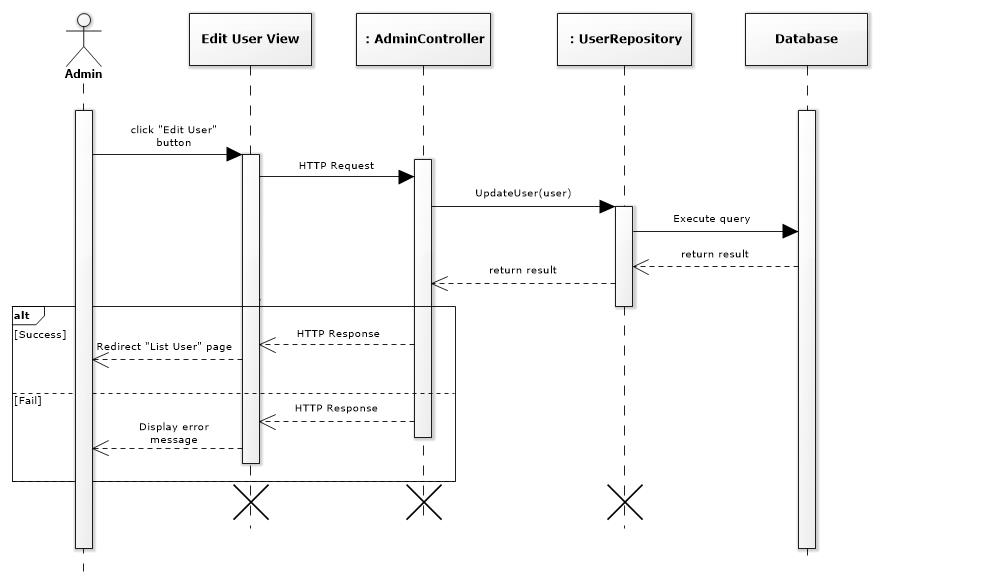 Admin
Edit User View
: AdminController
: UserRepository
Database
click "Edit User"
button
HTTP Request
UpdateUser(user)
Execute query
return result
return result
alt
[Success]
HTTP Response
Redirect "List User" page
[Fail]
HTTP Response
Display error
message